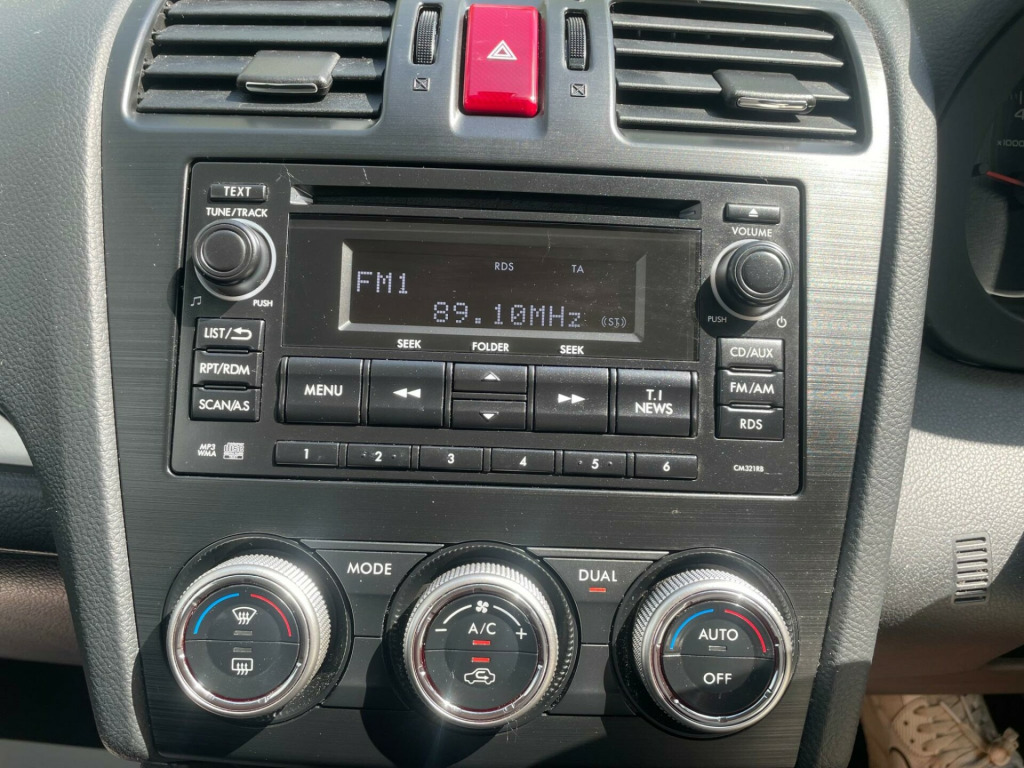 TEXT
TUNE/TRACK
PUSH
VOLUME
PUSH
RDS TA
FM1
89.10MHz (ST)
SEEK FOLDER SEEK
LIST/
RPT/RDM
SCAN/A.S
MENU
T.I
NEWS
CD/AUX
FM/AM
RDS
MP3
WMA
1 2 3 4 5 6
CM321RB
MODE
DUAL
A/C
- +
AUTO
OFF
x1000